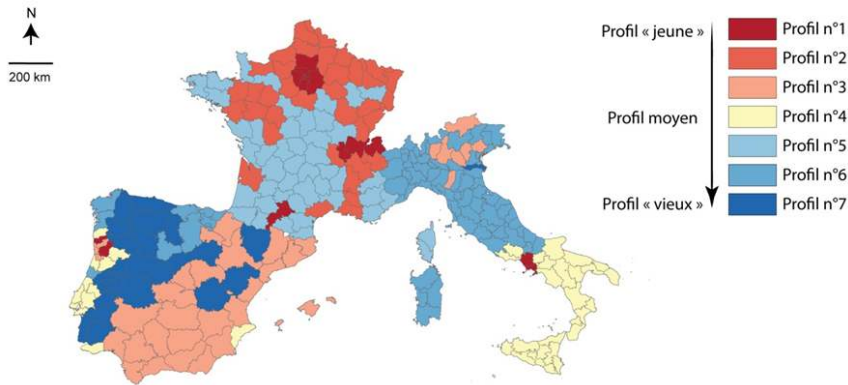 N
200 km
Profil « jeune »
Profil moyen
Profil « vieux »
Profil n°1
Profil n°2
Profil n°3
Profil n°4
Profil n°5
Profil n°6
Profil n°7